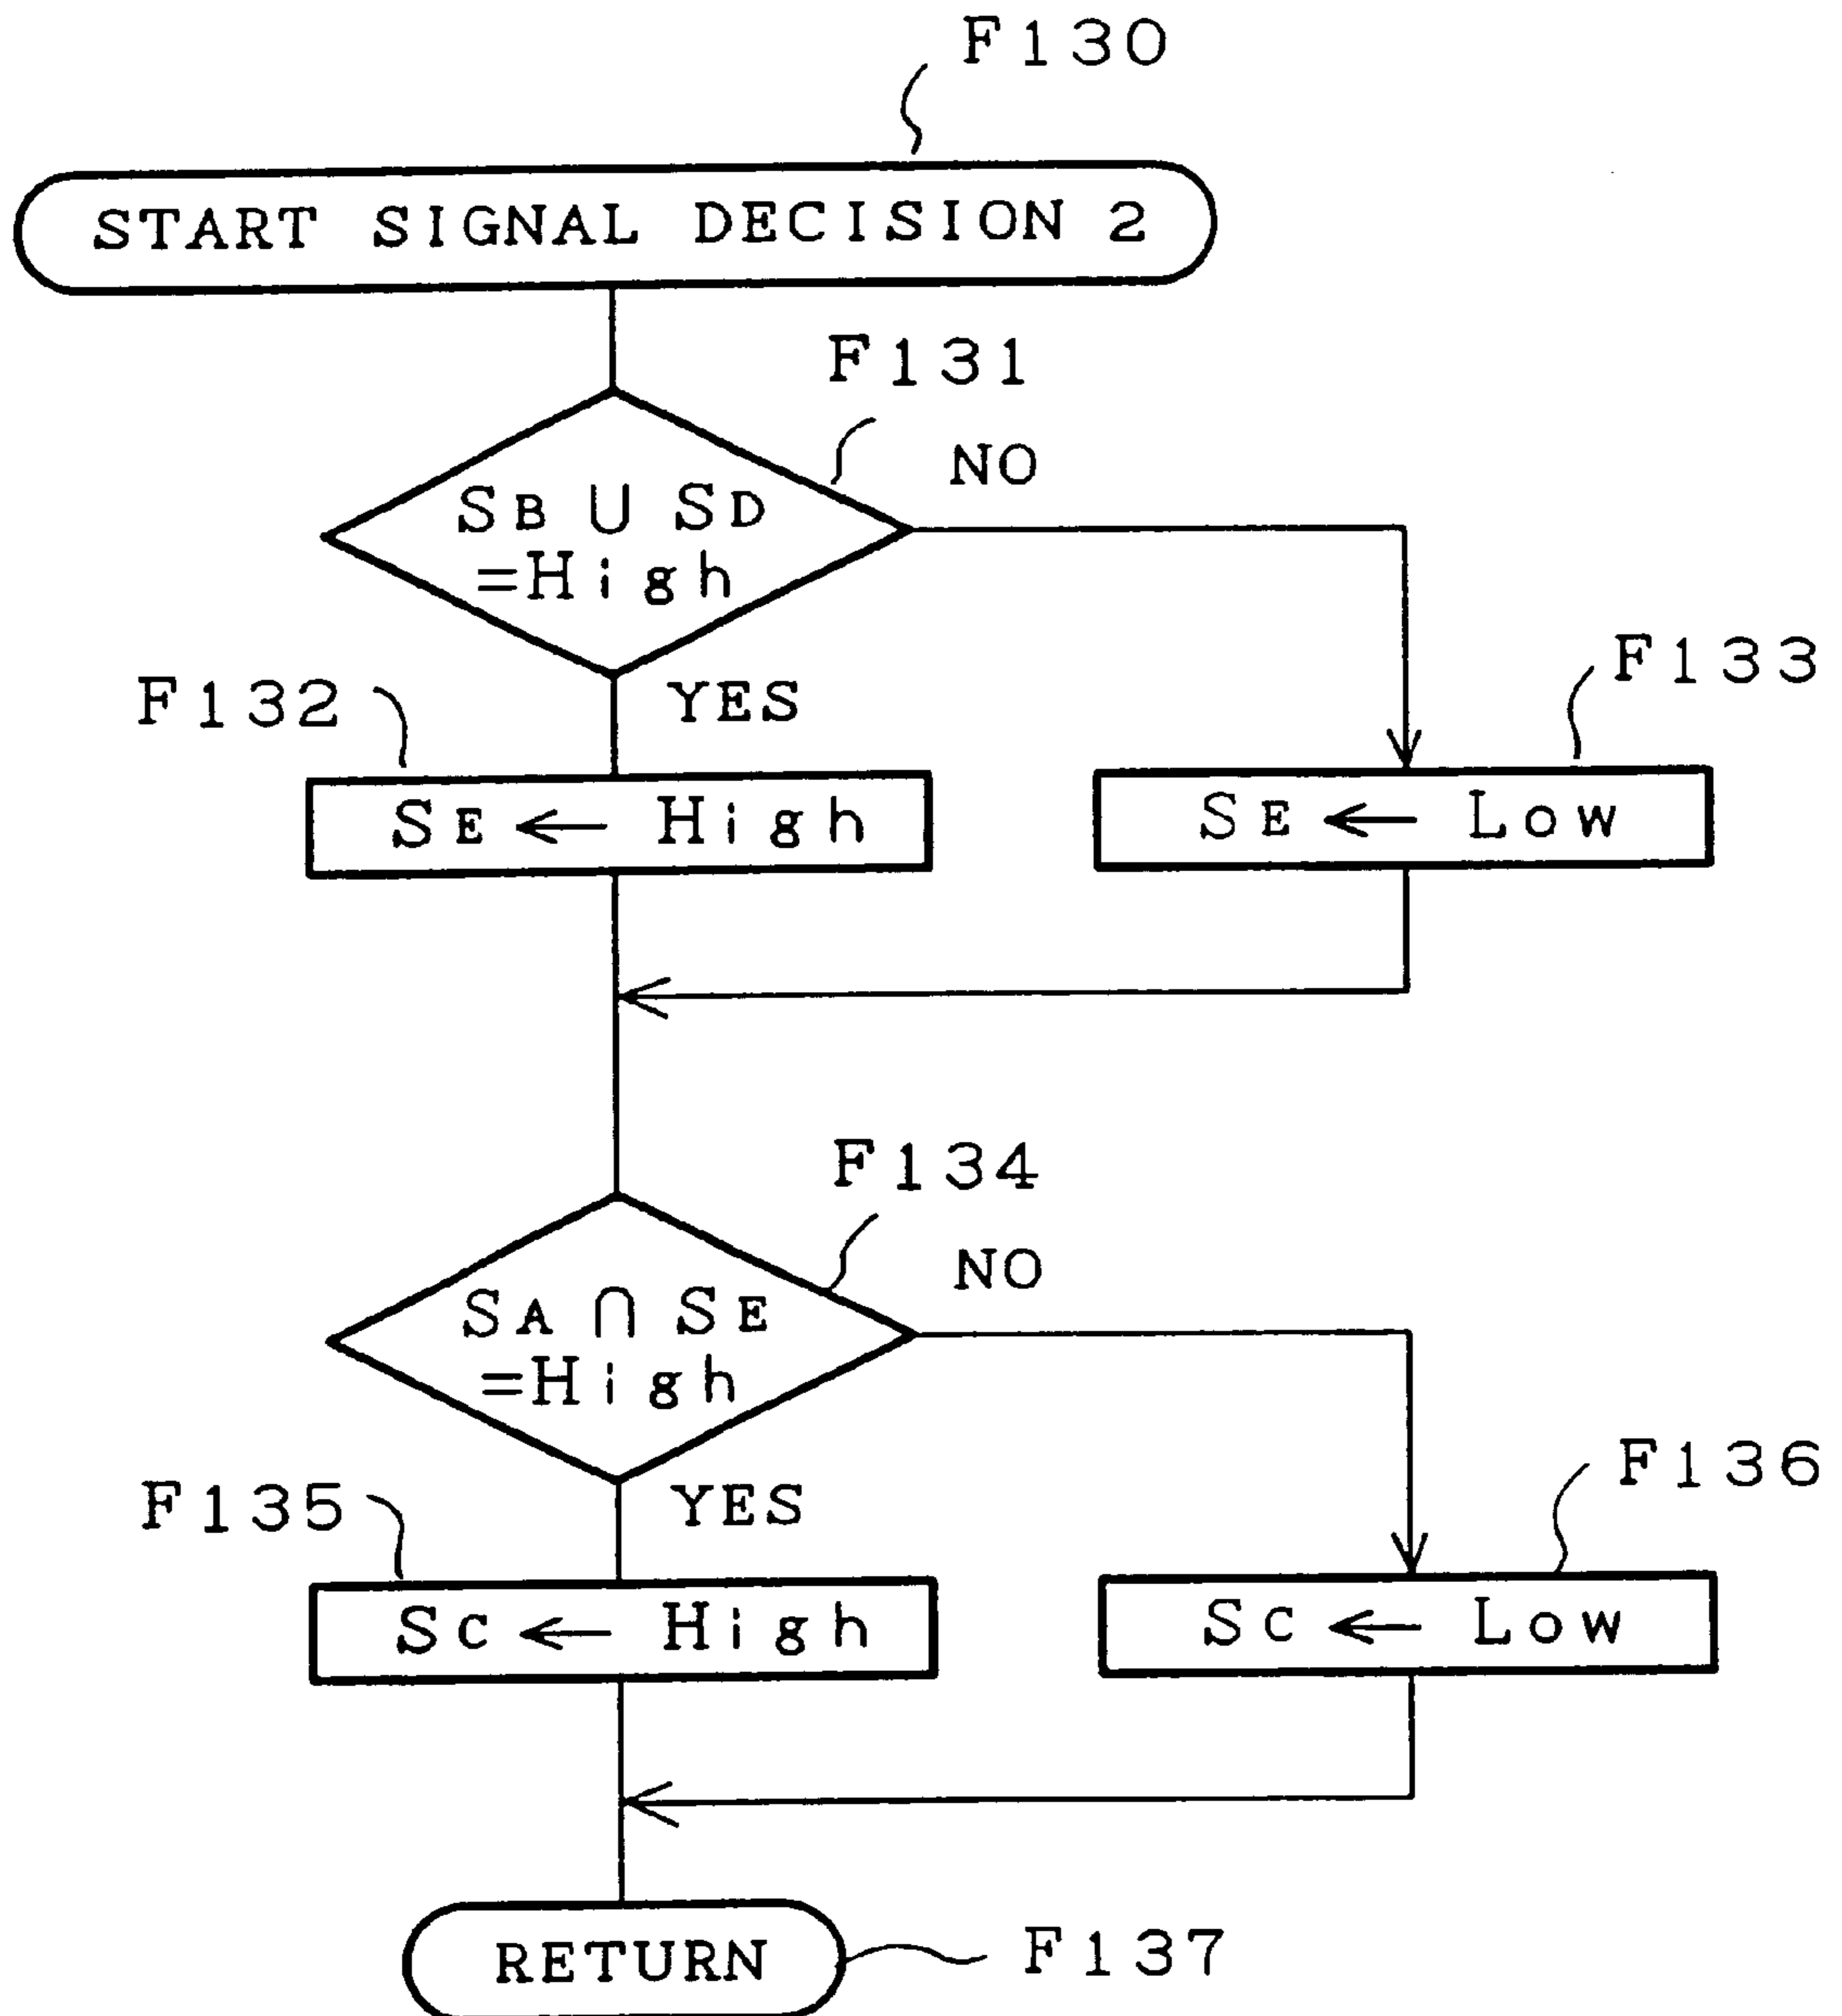 F130
START SIGNAL DECISION 2
F131
NO
SB ∪ SD
=High
F132
YES
F133
SE ← High
SE ← Low
F134
NO
SA ∩ SE
=High
F135
YES
F136
SC ← High
SC ← Low
RETURN
F137